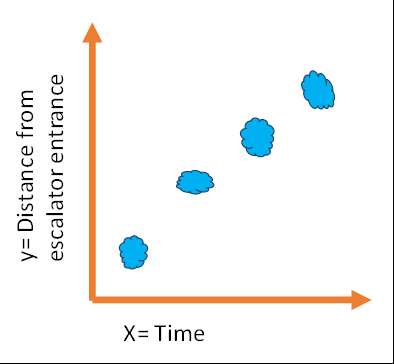 y= Distance from
escalator entrance
X= Time